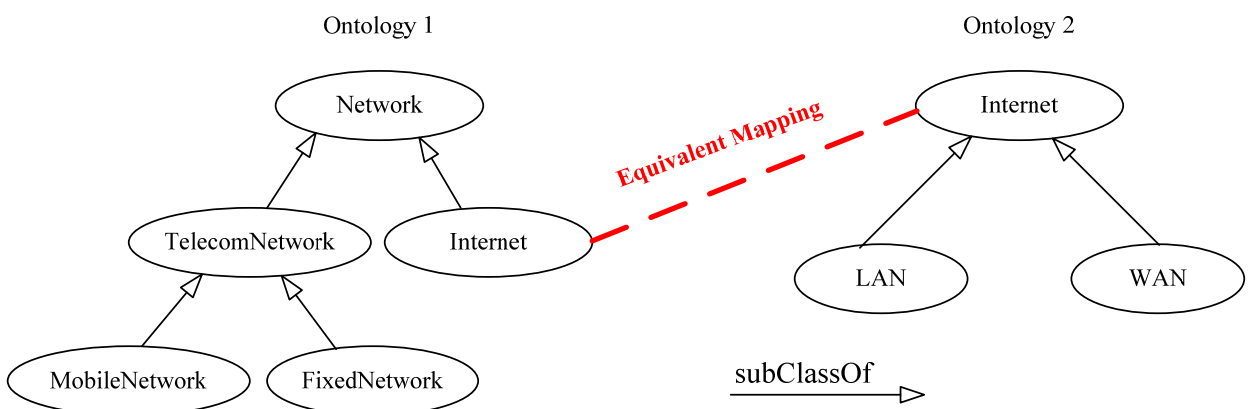 Ontology 1
Ontology 2
Network
Internet
Equivalent Mapping
TelecomNetwork
Internet
LAN
WAN
MobileNetwork
FixedNetwork
subClassOf